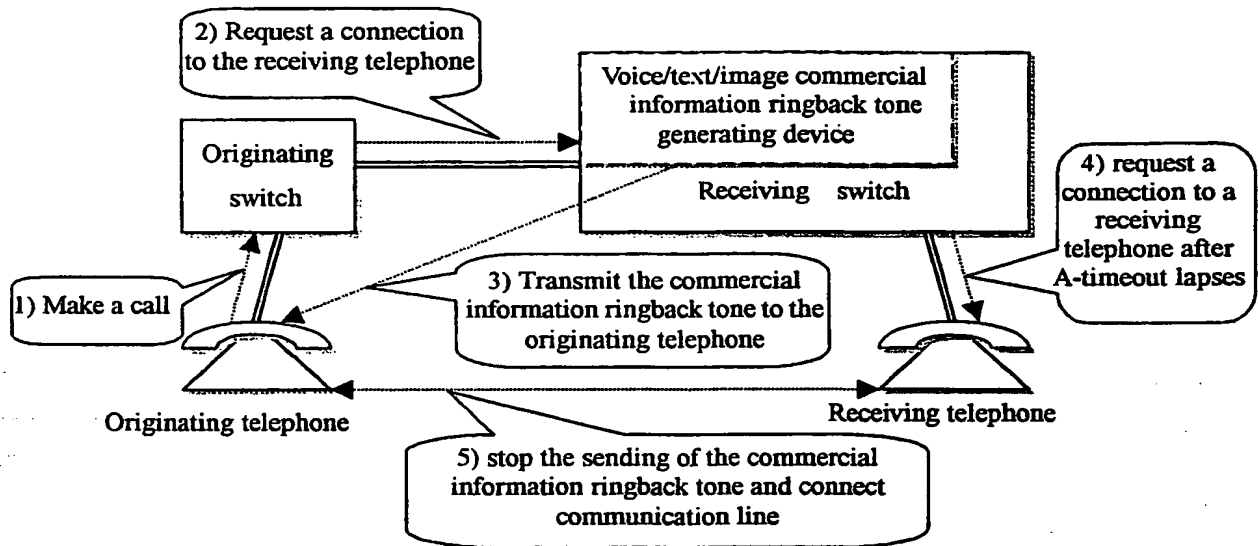 2) Request a connection
to the receiving telephone
Voice/text/image commercial
information ringback tone
generating device
Originating
switch
Receiving switch
4) request a
connection to a
receiving
telephone after
A-timeout lapses
1) Make a call
3) Transmit the commercial
information ringback tone to the
originating telephone
Originating telephone
Receiving telephone
5) stop the sending of the commercial
information ringback tone and connect
communication line